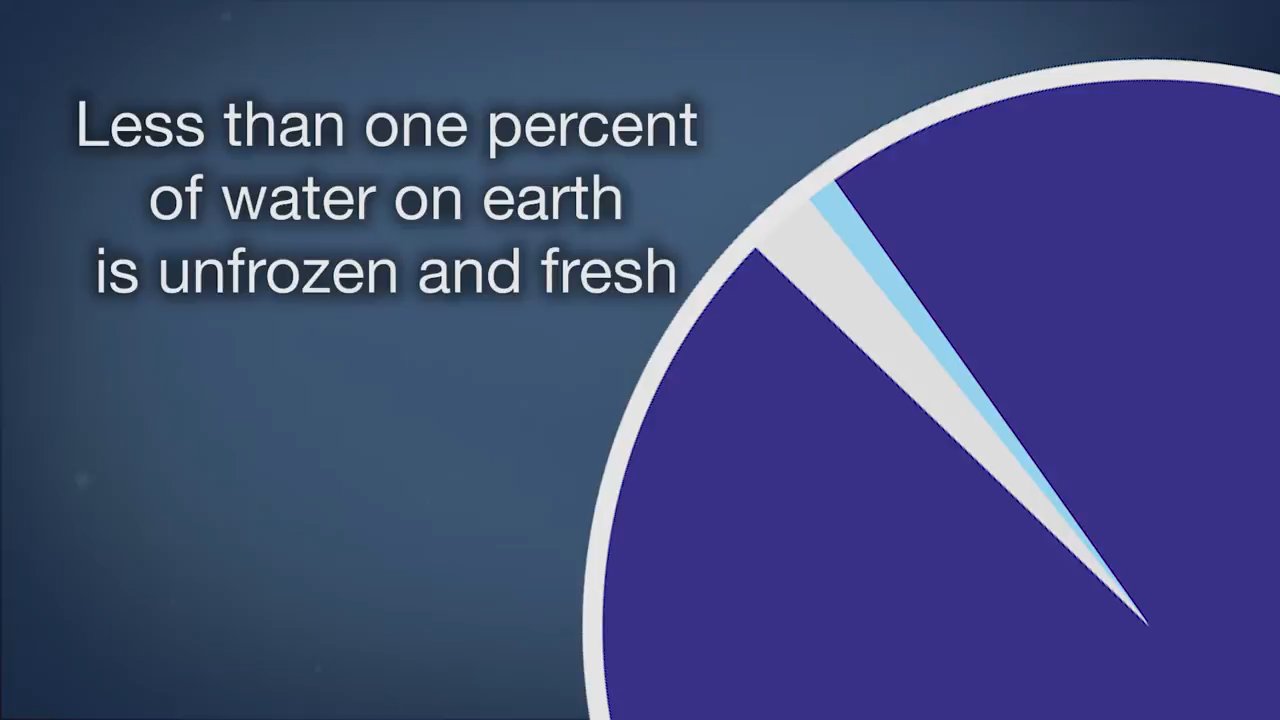 Less than one percent
of water on earth
is unfrozen and fresh